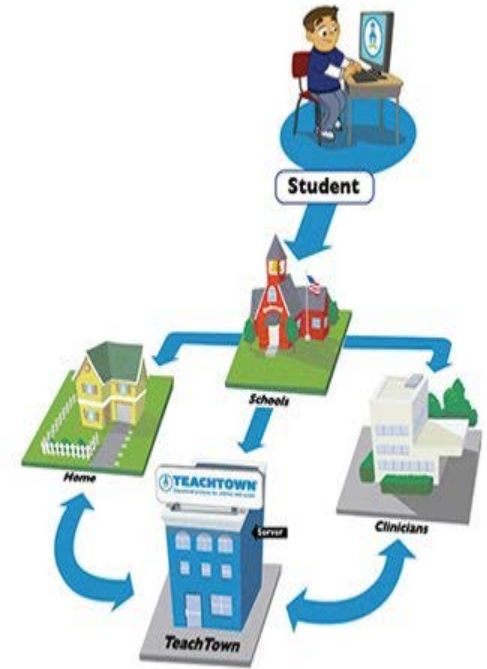 Student
Schools
Home
Clinicians
TEACHTOWN
Server
TeachTown